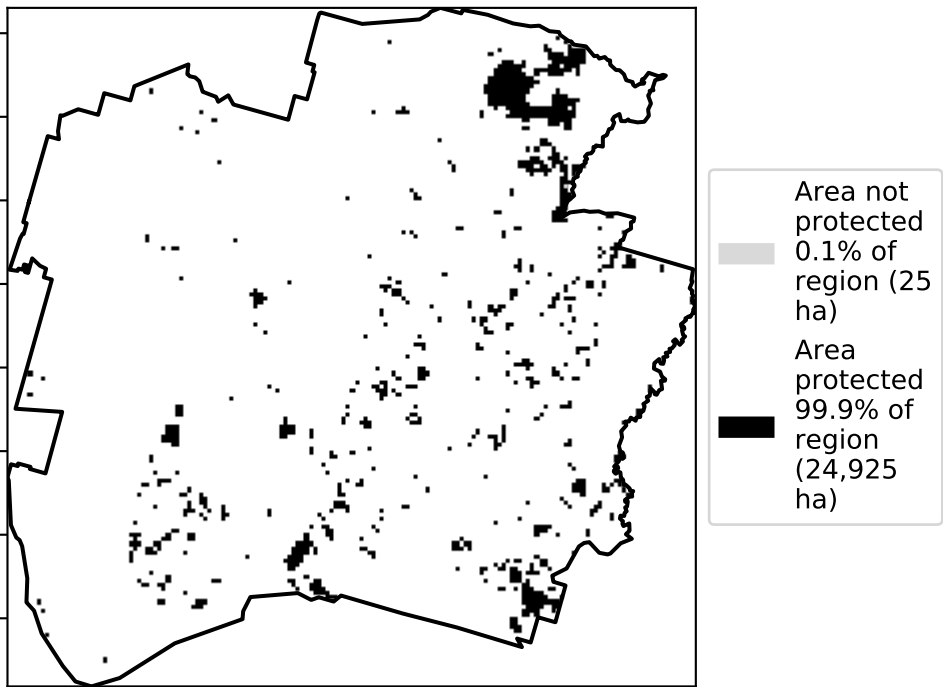 Area not
protected
0.1% of
region (25
ha)
Area
protected
99.9% of
region
(24,925
ha)